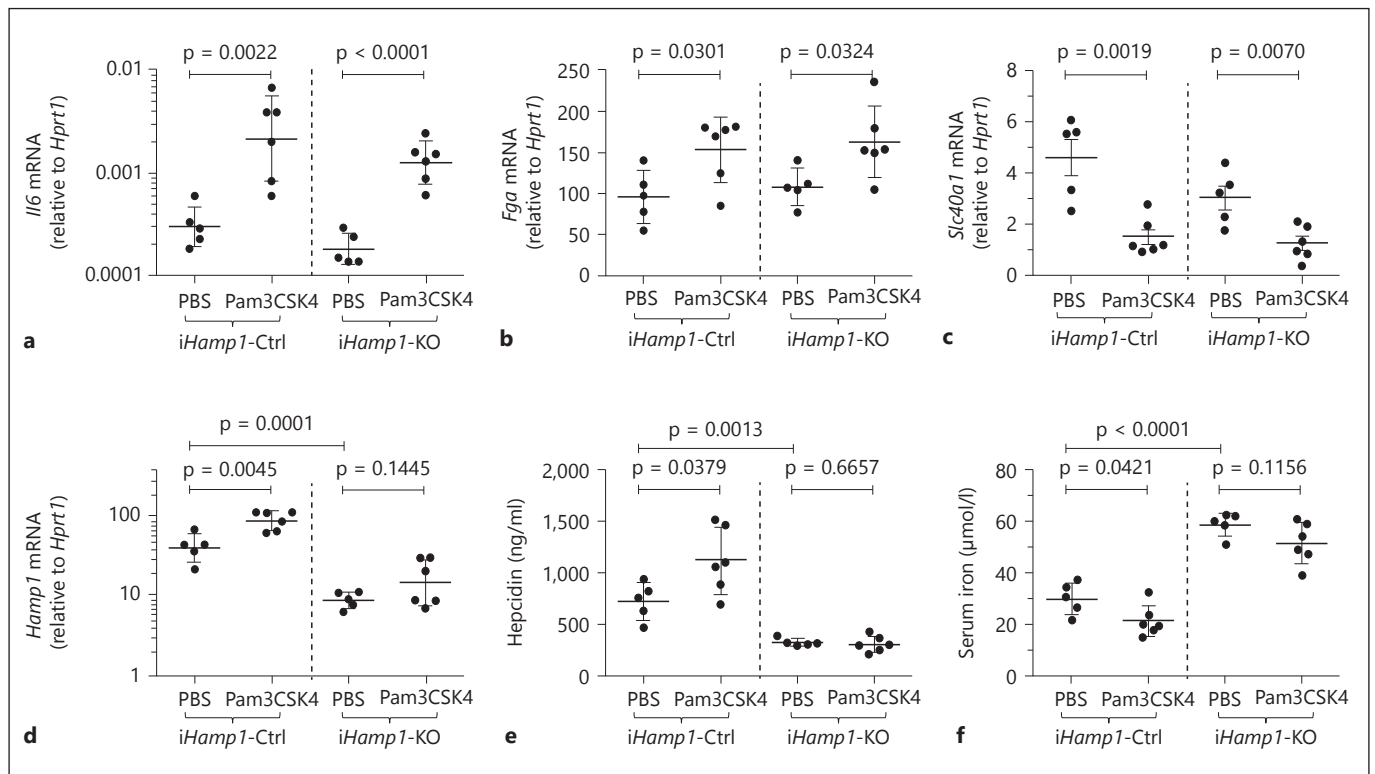 p = 0.0022
p < 0.0001
Il6 mRNA
(relative to Hprt1)
0.01
0.001
0.0001
PBS Pam3CSK4 PBS Pam3CSK4
iHamp1-Ctrl iHamp1-KO
a
p = 0.0301
p = 0.0324
Fga mRNA
(relative to Hprt1)
250
200
150
100
50
0
PBS Pam3CSK4 PBS Pam3CSK4
iHamp1-Ctrl iHamp1-KO
b
p = 0.0019
p = 0.0070
Slc40a1 mRNA
(relative to Hprt1)
8
6
4
2
0
PBS Pam3CSK4 PBS Pam3CSK4
iHamp1-Ctrl iHamp1-KO
c
p = 0.0001
p = 0.0045
p = 0.1445
Hamp1 mRNA
(relative to Hprt1)
100
10
1
PBS Pam3CSK4 PBS Pam3CSK4
iHamp1-Ctrl iHamp1-KO
d
p = 0.0013
p = 0.0379
p = 0.6657
Hepcidin (ng/ml)
2,000
1,500
1,000
500
0
PBS Pam3CSK4 PBS Pam3CSK4
iHamp1-Ctrl iHamp1-KO
e
p < 0.0001
p = 0.0421
p = 0.1156
Serum iron (µmol/l)
80
60
40
20
0
PBS Pam3CSK4 PBS Pam3CSK4
iHamp1-Ctrl iHamp1-KO
f